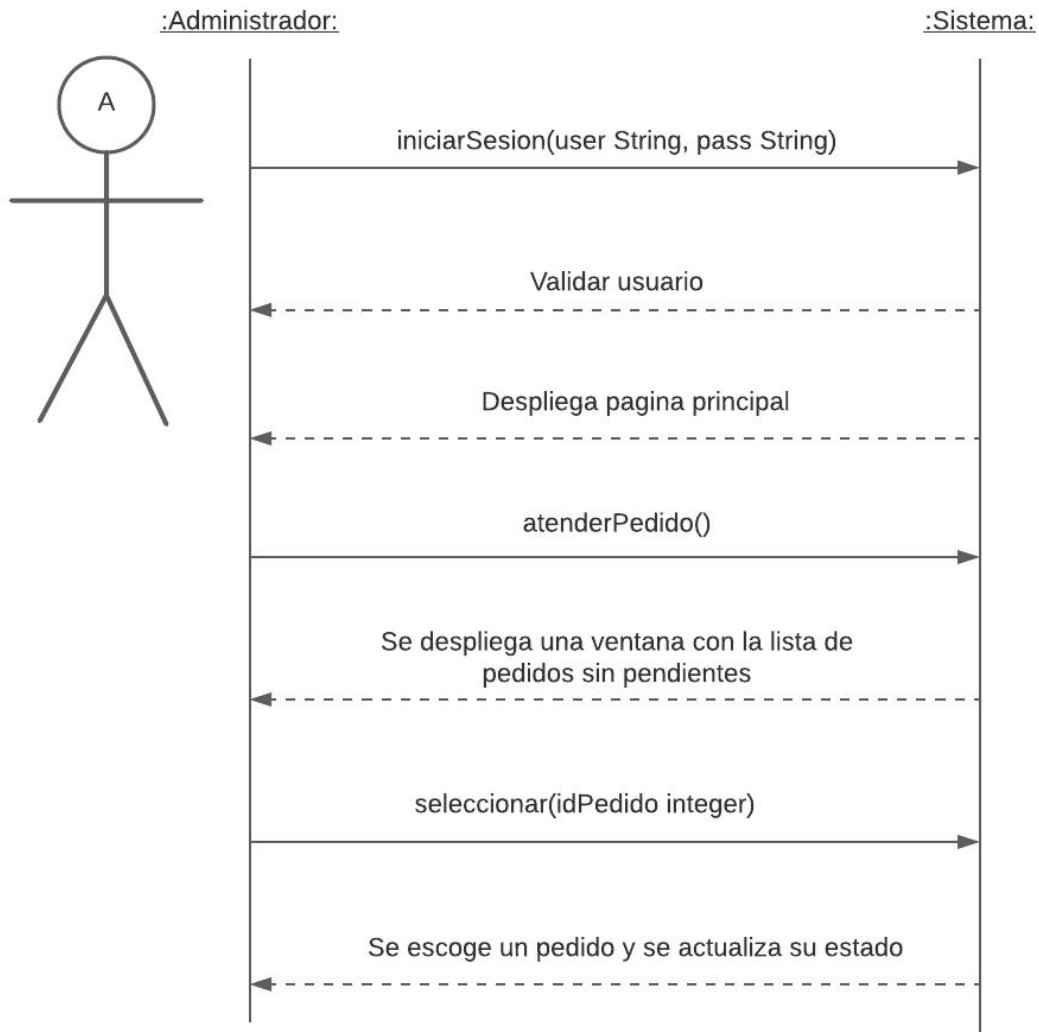 :Administrador:
:Sistema:
A
iniciarSesion(user String, pass String)
Validar usuario
Despliega pagina principal
atenderPedido()
Se despliega una ventana con la lista de
pedidos sin pendientes
seleccionar(idPedido integer)
Se escoge un pedido y se actualiza su estado